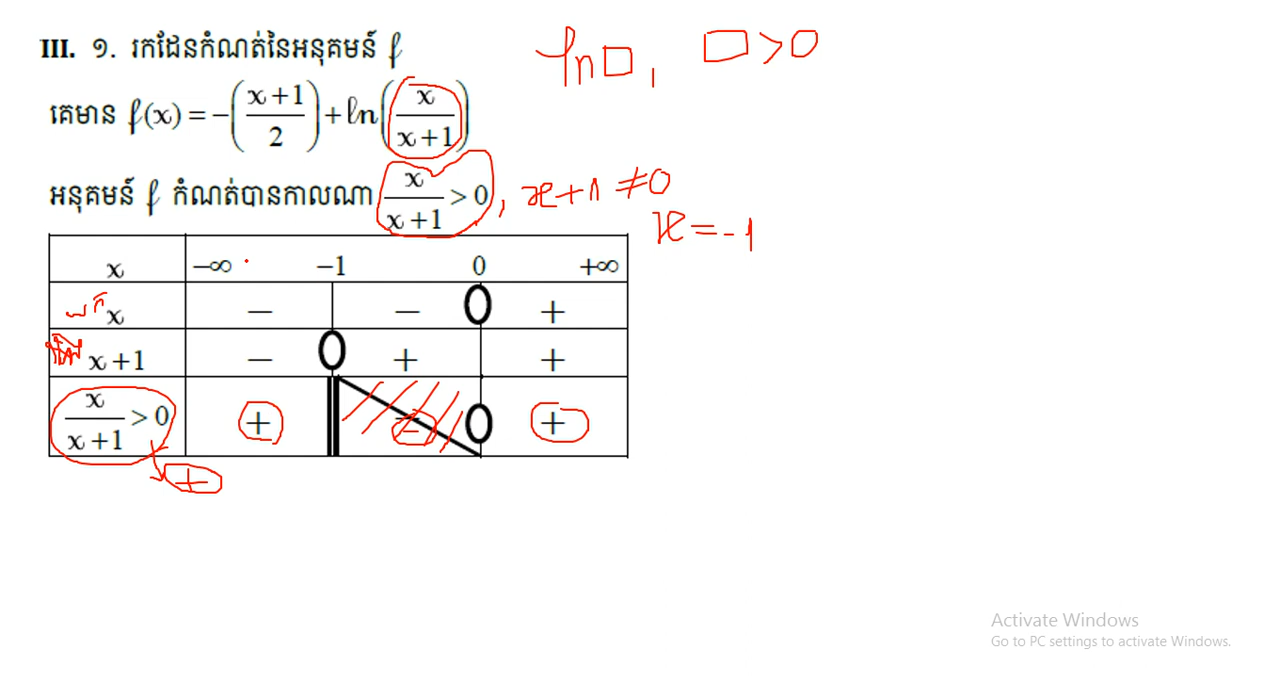 III. ១. រកដែនកំណត់នៃអនុគមន៍ f
ln□, □>0
គេមាន f(x) = −((x+1)/2) + ln(x/(x+1))
អនុគមន៍ f កំណត់បានកាលណា x/(x+1) > 0, x+1 ≠0
x = -1
x −∞ −1 0 +∞
x − − 0 +
x+1 − 0 + +
x/(x+1) > 0 + − 0 +
+
Activate Windows
Go to PC settings to activate Windows.